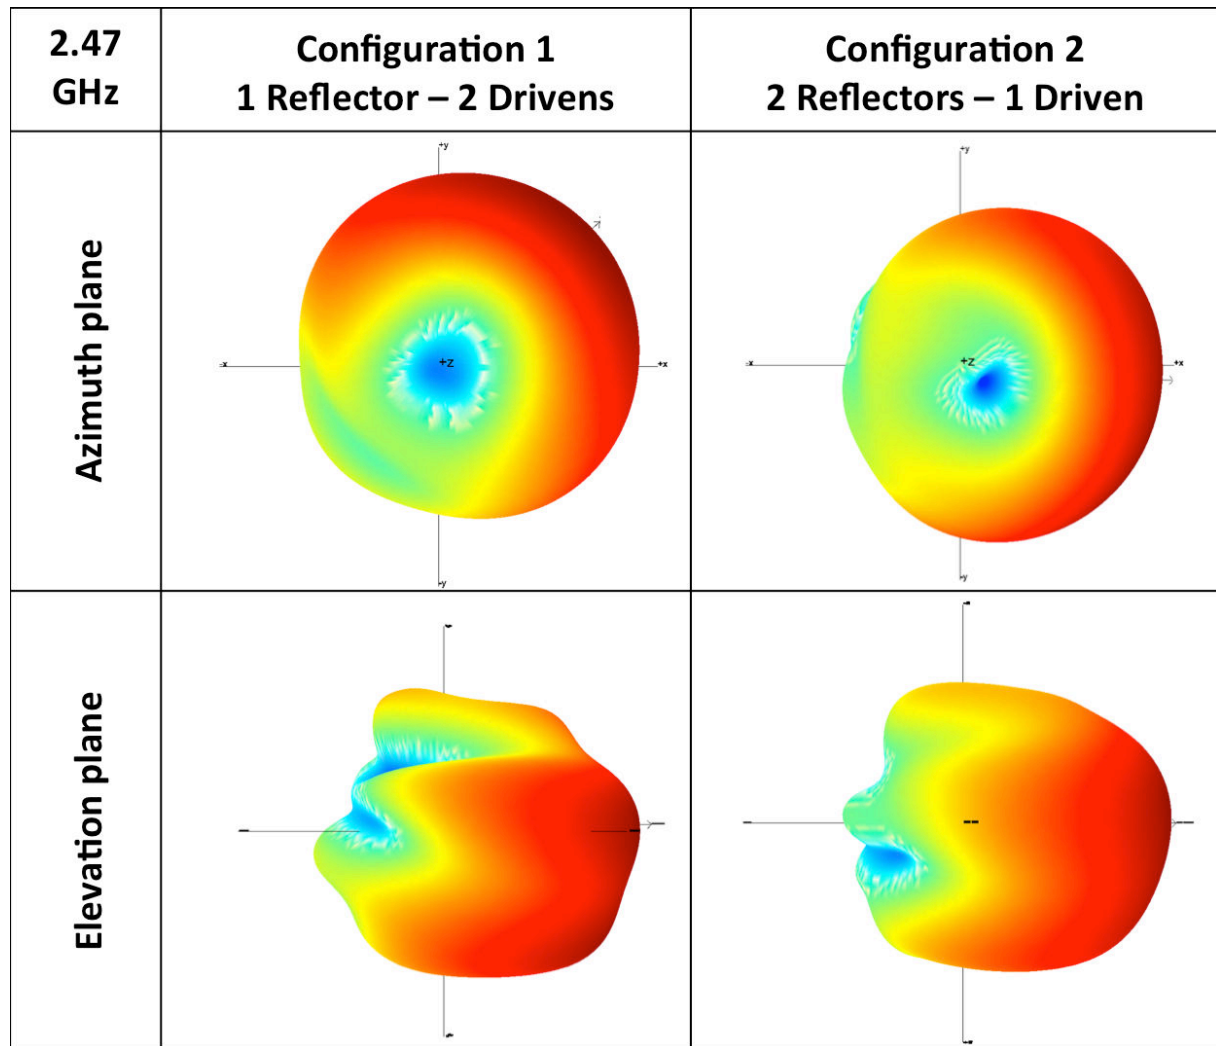 2.47
GHz
Configuration 1
1 Reflector – 2 Drivens
Configuration 2
2 Reflectors – 1 Driven
Azimuth plane
+y
-x
+z
+x
-y
+y
-x
+z
+x
-y
Elevation plane